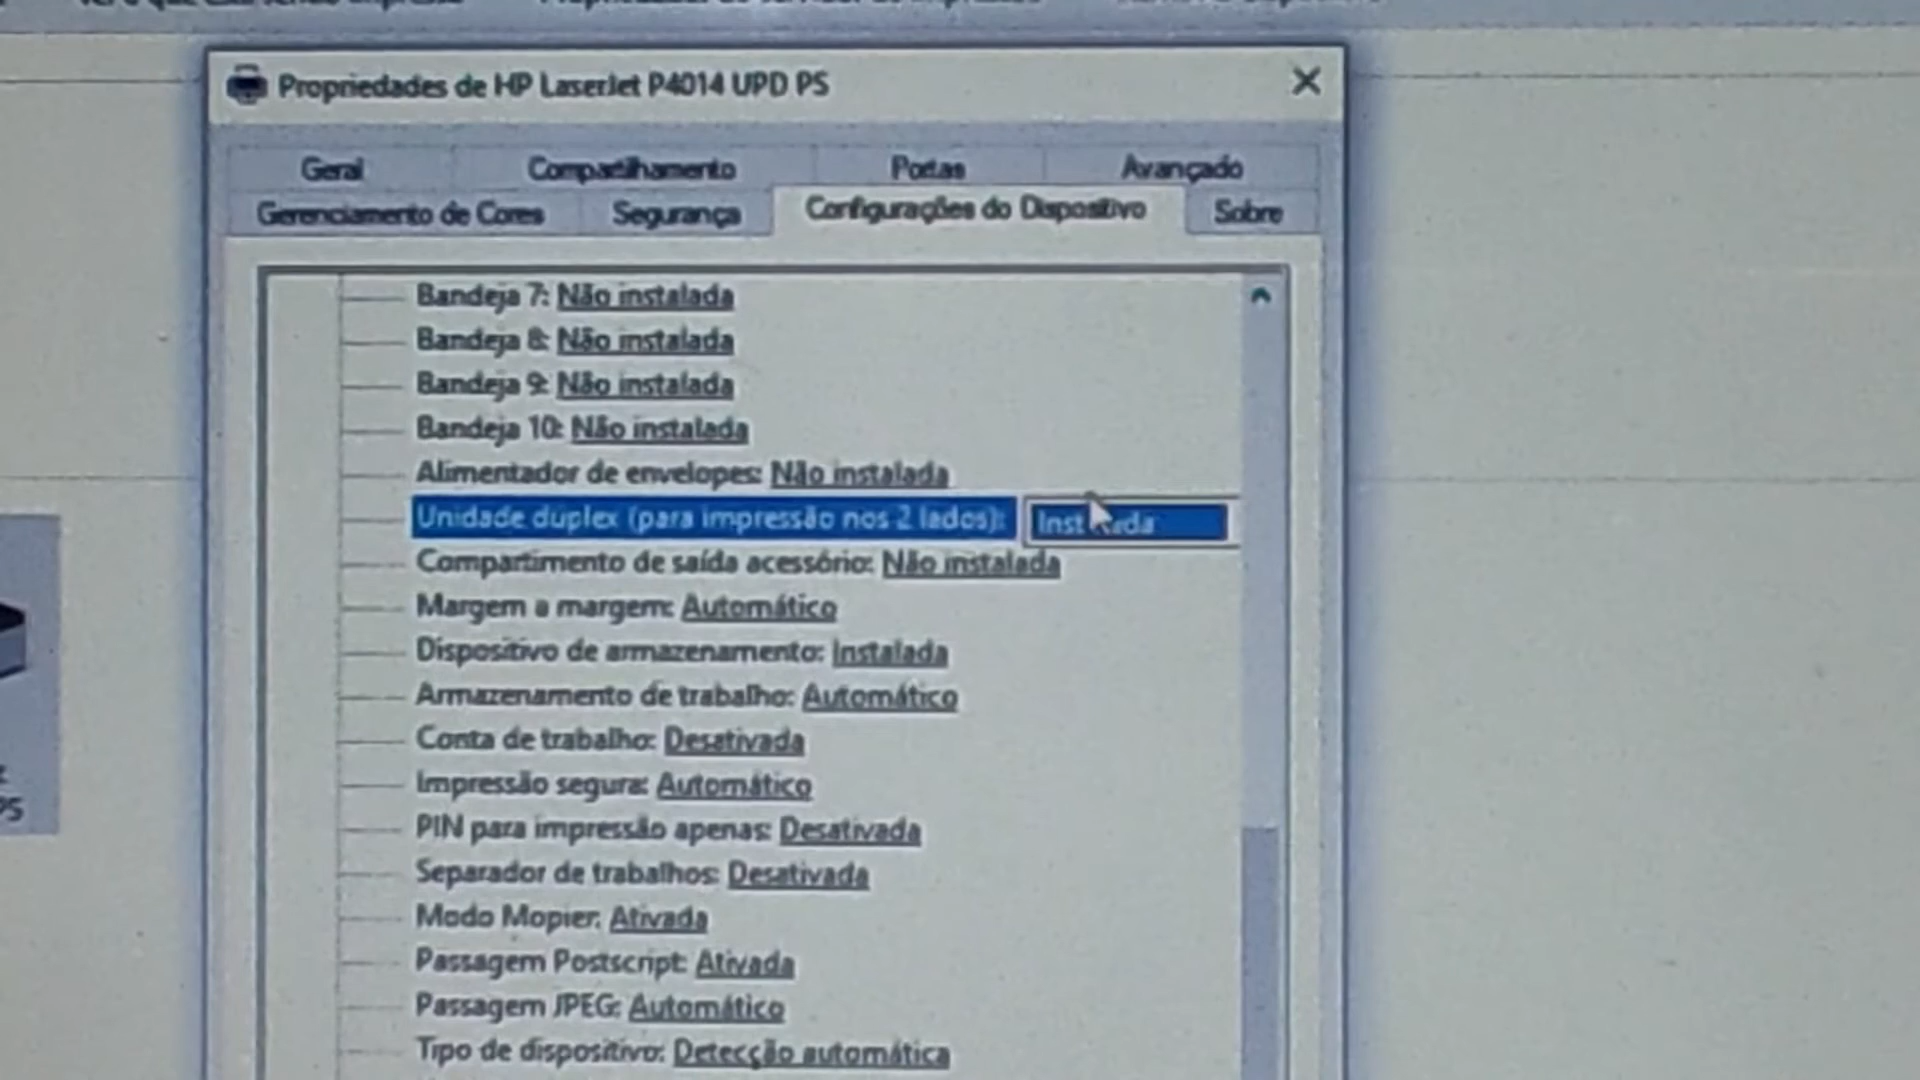 Propriedades de HP LaserJet P4014 UPD PS
Geral Compartilhamento Portas Avançado
Gerenciamento de Cores Segurança Configurações do Dispositivo Sobre
Bandeja 7: Não instalada
Bandeja 8: Não instalada
Bandeja 9: Não instalada
Bandeja 10: Não instalada
Alimentador de envelopes: Não instalada
Unidade duplex (para impressão nos 2 lados): Instalada
Compartimento de saída acessório: Não instalada
Margem a margem: Automático
Dispositivo de armazenamento: Instalada
Armazenamento de trabalho: Automático
Conta de trabalho: Desativada
Impressão segura: Automático
PIN para impressão apenas: Desativada
Separador de trabalhos: Desativada
Modo Mopier: Ativada
Passagem Postscript: Ativada
Passagem JPEG: Automático
Tipo de dispositivo: Detecção automática
PS